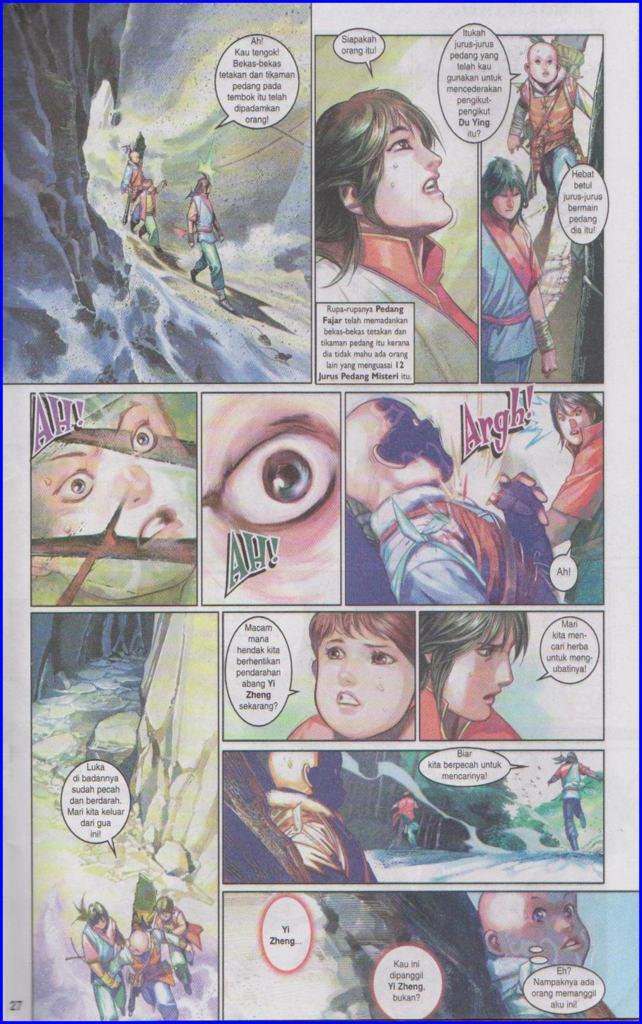 Ah!
Kau tengok!
Bekas-bekas
tetakan dan tikaman
pedang pada
tembok itu telah
dipadamkan
orang!
Siapakah
orang itu!
Itukah
jurus-jurus
pedang yang
telah kau
gunakan untuk
mencederakan
pengikut-
pengikut
Du Ying
itu?
Hebat
betul
jurus-jurus
bermain
pedang
dia itu!
Rupa-rupanya Pedang
Fajar telah memadankan
bekas-bekas tetakan dan
tikaman pedang itu kerana
dia tidak mahu ada orang
lain yang menguasai 12
Jurus Pedang Misteri itu.
AH!
AH!
Argh!
Ah!
Luka
di badannya
sudah pecah
dan berdarah.
Mari kita keluar
dari gua
ini!
Macam
mana
hendak kita
berhentikan
pendarahan
abang Yi
Zheng
sekarang?
Mari
kita men-
cari herba
untuk meng-
ubatinya!
Biar
kita berpecah untuk
mencarinya!
Yi
Zheng...
Kau ini
dipanggil
Yi Zheng,
bukan?
Eh?
Nampaknya ada
orang memanggil
aku ini!
27